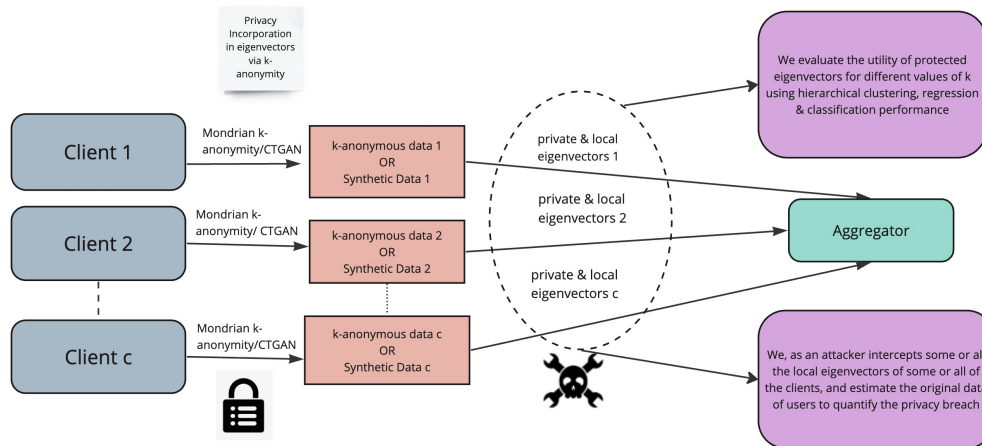 Privacy
Incorporation
in eigenvectors
via k-
anonymity
We evaluate the utility of protected
eigenvectors for different values of k
using hierarchical clustering, regression
& classification performance
Client 1
Mondrian k-
anonymity/CTGAN
k-anonymous data 1
OR
Synthetic Data 1
private & local
eigenvectors 1
Client 2
Mondrian k-
anonymity/ CTGAN
k-anonymous data 2
OR
Synthetic Data 2
private & local
eigenvectors 2
Aggregator
Client c
Mondrian k-
anonymity/CTGAN
k-anonymous data c
OR
Synthetic Data c
private & local
eigenvectors c
We, as an attacker intercepts some or al
the local eigenvectors of some or all of
the clients, and estimate the original data
of users to quantify the privacy breach